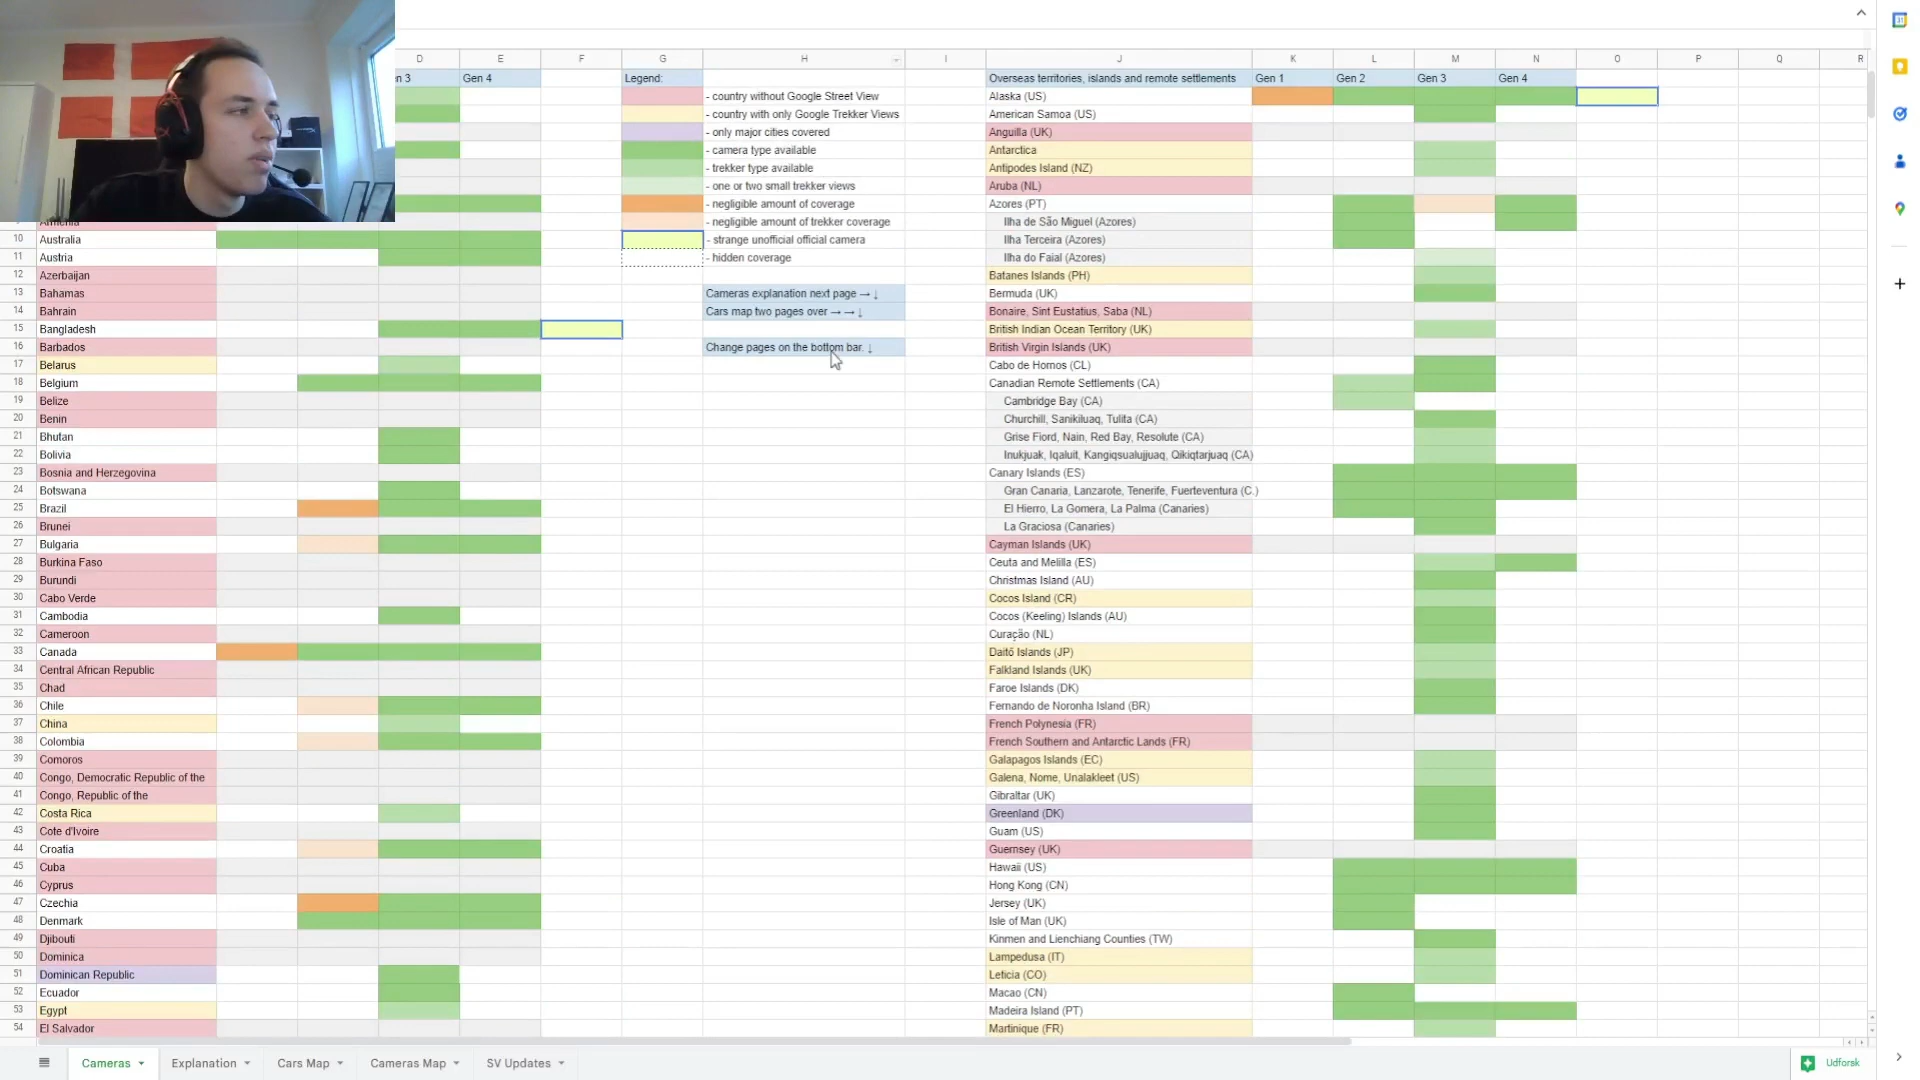 D E F G H I J K L M N O P Q R
en 3 Gen 4 Legend: Overseas territories, islands and remote settlements Gen 1 Gen 2 Gen 3 Gen 4
- country without Google Street View Alaska (US)
- country with only Google Trekker Views American Samoa (US)
- only major cities covered Anguilla (UK)
- camera type available Antarctica
- trekker type available Antipodes Island (NZ)
- one or two small trekker views Aruba (NL)
- negligible amount of coverage Azores (PT)
Armenia - negligible amount of trekker coverage Ilha de São Miguel (Azores)
10 Australia - strange unofficial official camera Ilha Terceira (Azores)
11 Austria - hidden coverage Ilha do Faial (Azores)
12 Azerbaijan Batanes Islands (PH)
13 Bahamas Cameras explanation next page → ↓ Bermuda (UK)
14 Bahrain Cars map two pages over → → ↓ Bonaire, Sint Eustatius, Saba (NL)
15 Bangladesh British Indian Ocean Territory (UK)
16 Barbados Change pages on the bottom bar. ↓ British Virgin Islands (UK)
17 Belarus Cabo de Hornos (CL)
18 Belgium Canadian Remote Settlements (CA)
19 Belize Cambridge Bay (CA)
20 Benin Churchill, Sanikiluaq, Tulita (CA)
21 Bhutan Grise Fiord, Nain, Red Bay, Resolute (CA)
22 Bolivia Inukjuak, Iqaluit, Kangiqsualujjuaq, Qikiqtarjuaq (CA)
23 Bosnia and Herzegovina Canary Islands (ES)
24 Botswana Gran Canaria, Lanzarote, Tenerife, Fuerteventura (C.)
25 Brazil El Hierro, La Gomera, La Palma (Canaries)
26 Brunei La Graciosa (Canaries)
27 Bulgaria Cayman Islands (UK)
28 Burkina Faso Ceuta and Melilla (ES)
29 Burundi Christmas Island (AU)
30 Cabo Verde Cocos Island (CR)
31 Cambodia Cocos (Keeling) Islands (AU)
32 Cameroon Curaçao (NL)
33 Canada Daitō Islands (JP)
34 Central African Republic Falkland Islands (UK)
35 Chad Faroe Islands (DK)
36 Chile Fernando de Noronha Island (BR)
37 China French Polynesia (FR)
38 Colombia French Southern and Antarctic Lands (FR)
39 Comoros Galapagos Islands (EC)
40 Congo, Democratic Republic of the Galena, Nome, Unalakleet (US)
41 Congo, Republic of the Gibraltar (UK)
42 Costa Rica Greenland (DK)
43 Cote d'Ivoire Guam (US)
44 Croatia Guernsey (UK)
45 Cuba Hawaii (US)
46 Cyprus Hong Kong (CN)
47 Czechia Jersey (UK)
48 Denmark Isle of Man (UK)
49 Djibouti Kinmen and Lienchiang Counties (TW)
50 Dominica Lampedusa (IT)
51 Dominican Republic Leticia (CO)
52 Ecuador Macao (CN)
53 Egypt Madeira Island (PT)
54 El Salvador Martinique (FR)
Cameras Explanation Cars Map Cameras Map SV Updates Udforsk